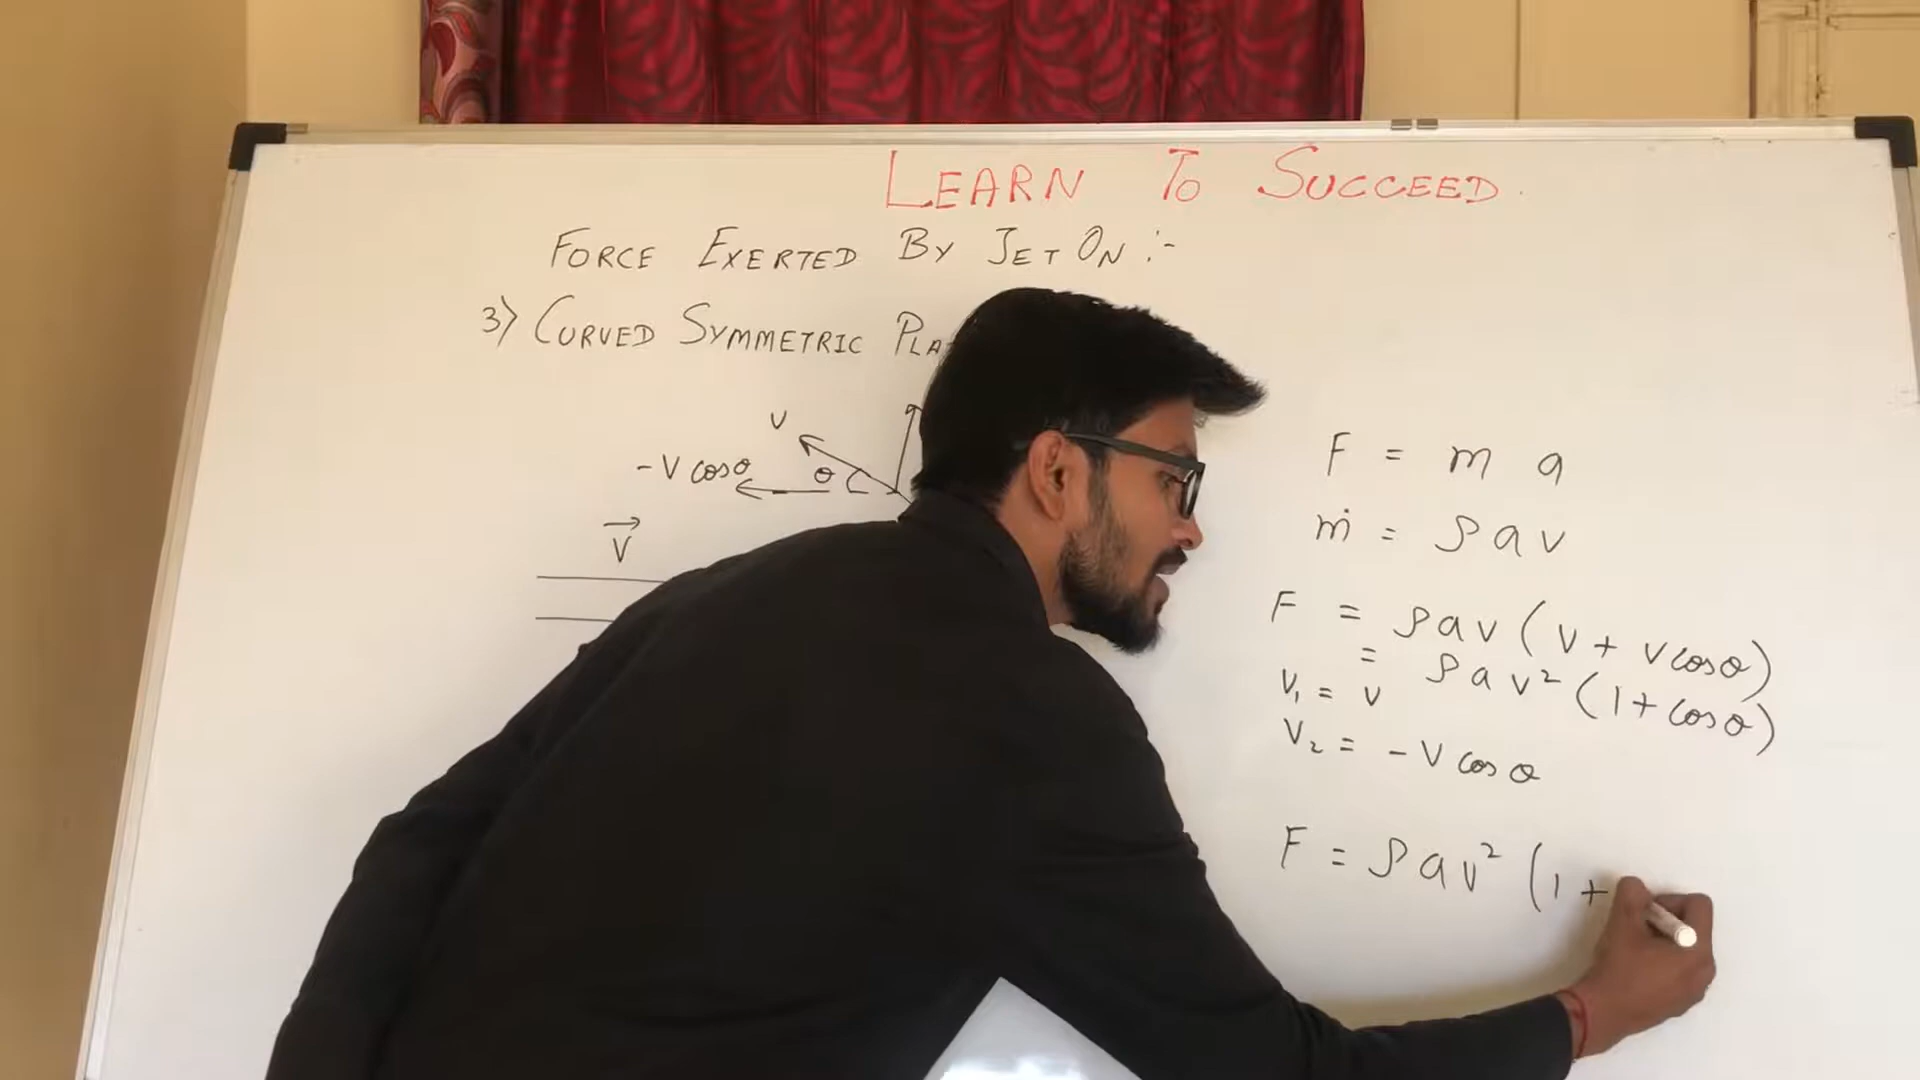 LEARN TO SUCCEED.
FORCE EXERTED BY JET ON :-
3) CURVED SYMMETRIC
v
-V cosθ
θ
V
F = m a
ṁ = ρ a v
F = ρ a v ( v + v cosθ )
= ρ a v² ( 1 + cosθ )
V₁ = v
V₂ = - V cosθ
F = ρ a v² ( 1 +